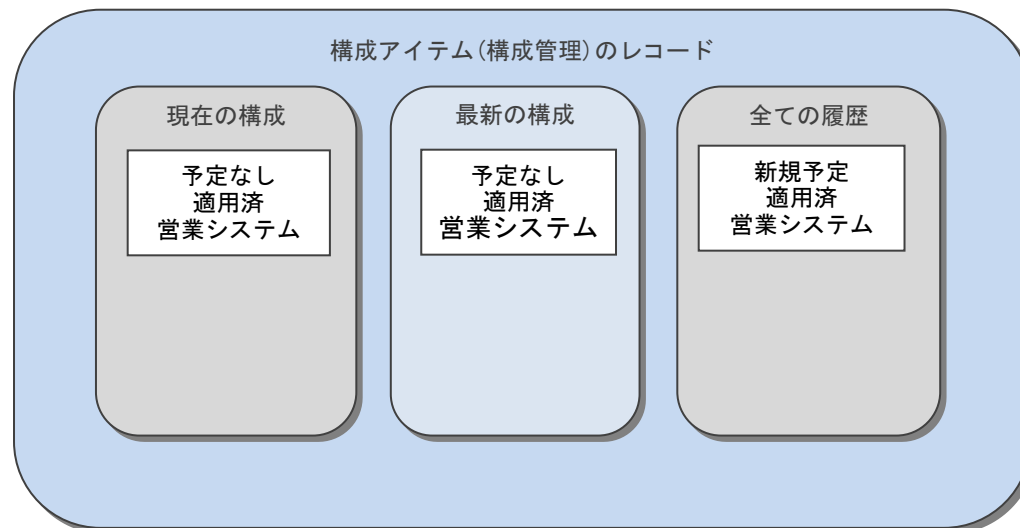 構成アイテム(構成管理)のレコード
現在の構成
予定なし
適用済
営業システム
最新の構成
予定なし
適用済
営業システム
全ての履歴
新規予定
適用済
営業システム